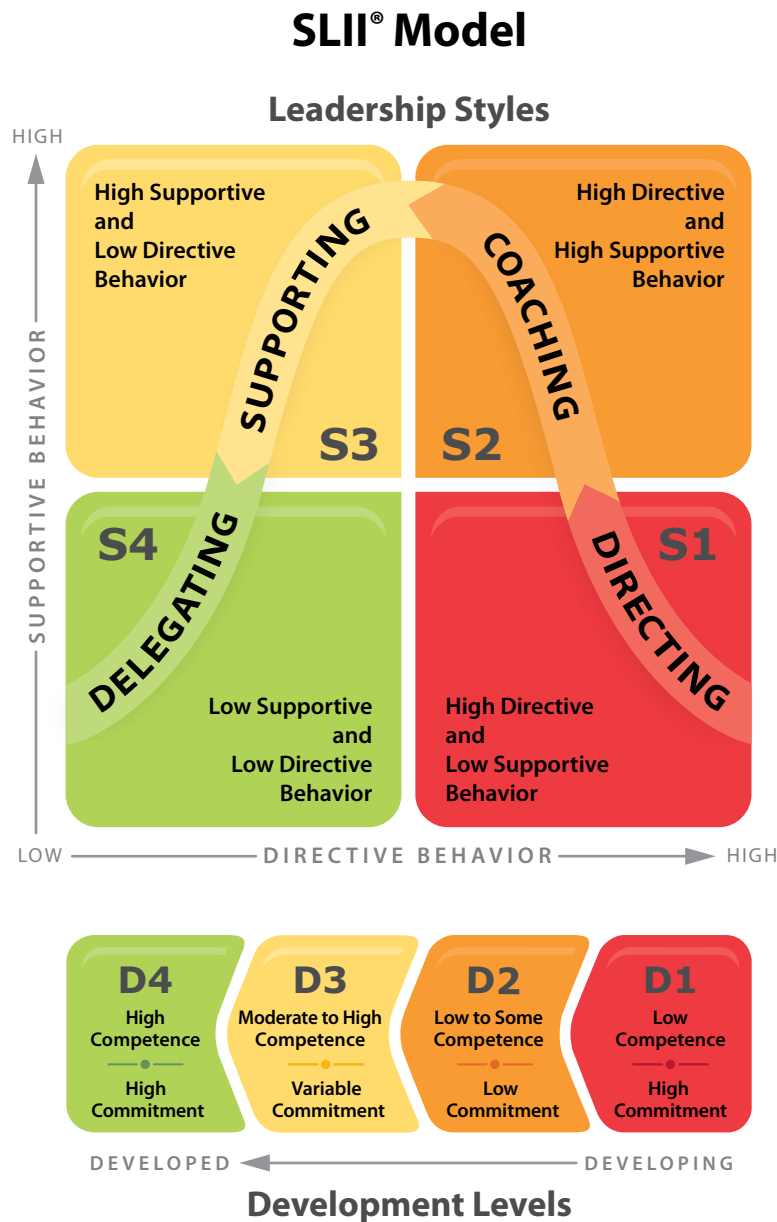 SLII® Model
Leadership Styles
HIGH
SUPPORTIVE BEHAVIOR
High Supportive
and
Low Directive
Behavior
SUPPORTING
S3
High Directive
and
High Supportive
Behavior
COACHING
S2
S4
DELEGATING
Low Supportive
and
Low Directive
Behavior
S1
DIRECTING
High Directive
and
Low Supportive
Behavior
LOW
DIRECTIVE BEHAVIOR
HIGH
D4
High
Competence
High
Commitment
D3
Moderate to High
Competence
Variable
Commitment
D2
Low to Some
Competence
Low
Commitment
D1
Low
Competence
High
Commitment
DEVELOPED
DEVELOPING
Development Levels